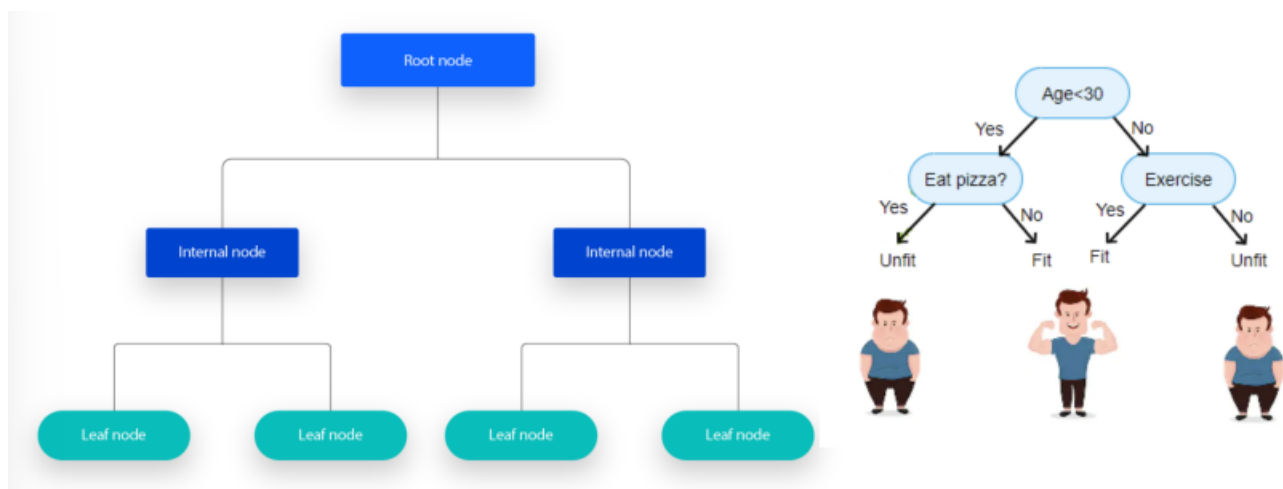 Root node
Internal node
Internal node
Leaf node
Leaf node
Leaf node
Leaf node
Age<30
Yes
No
Eat pizza?
Exercise
Yes
No
Yes
No
Unfit
Fit
Fit
Unfit